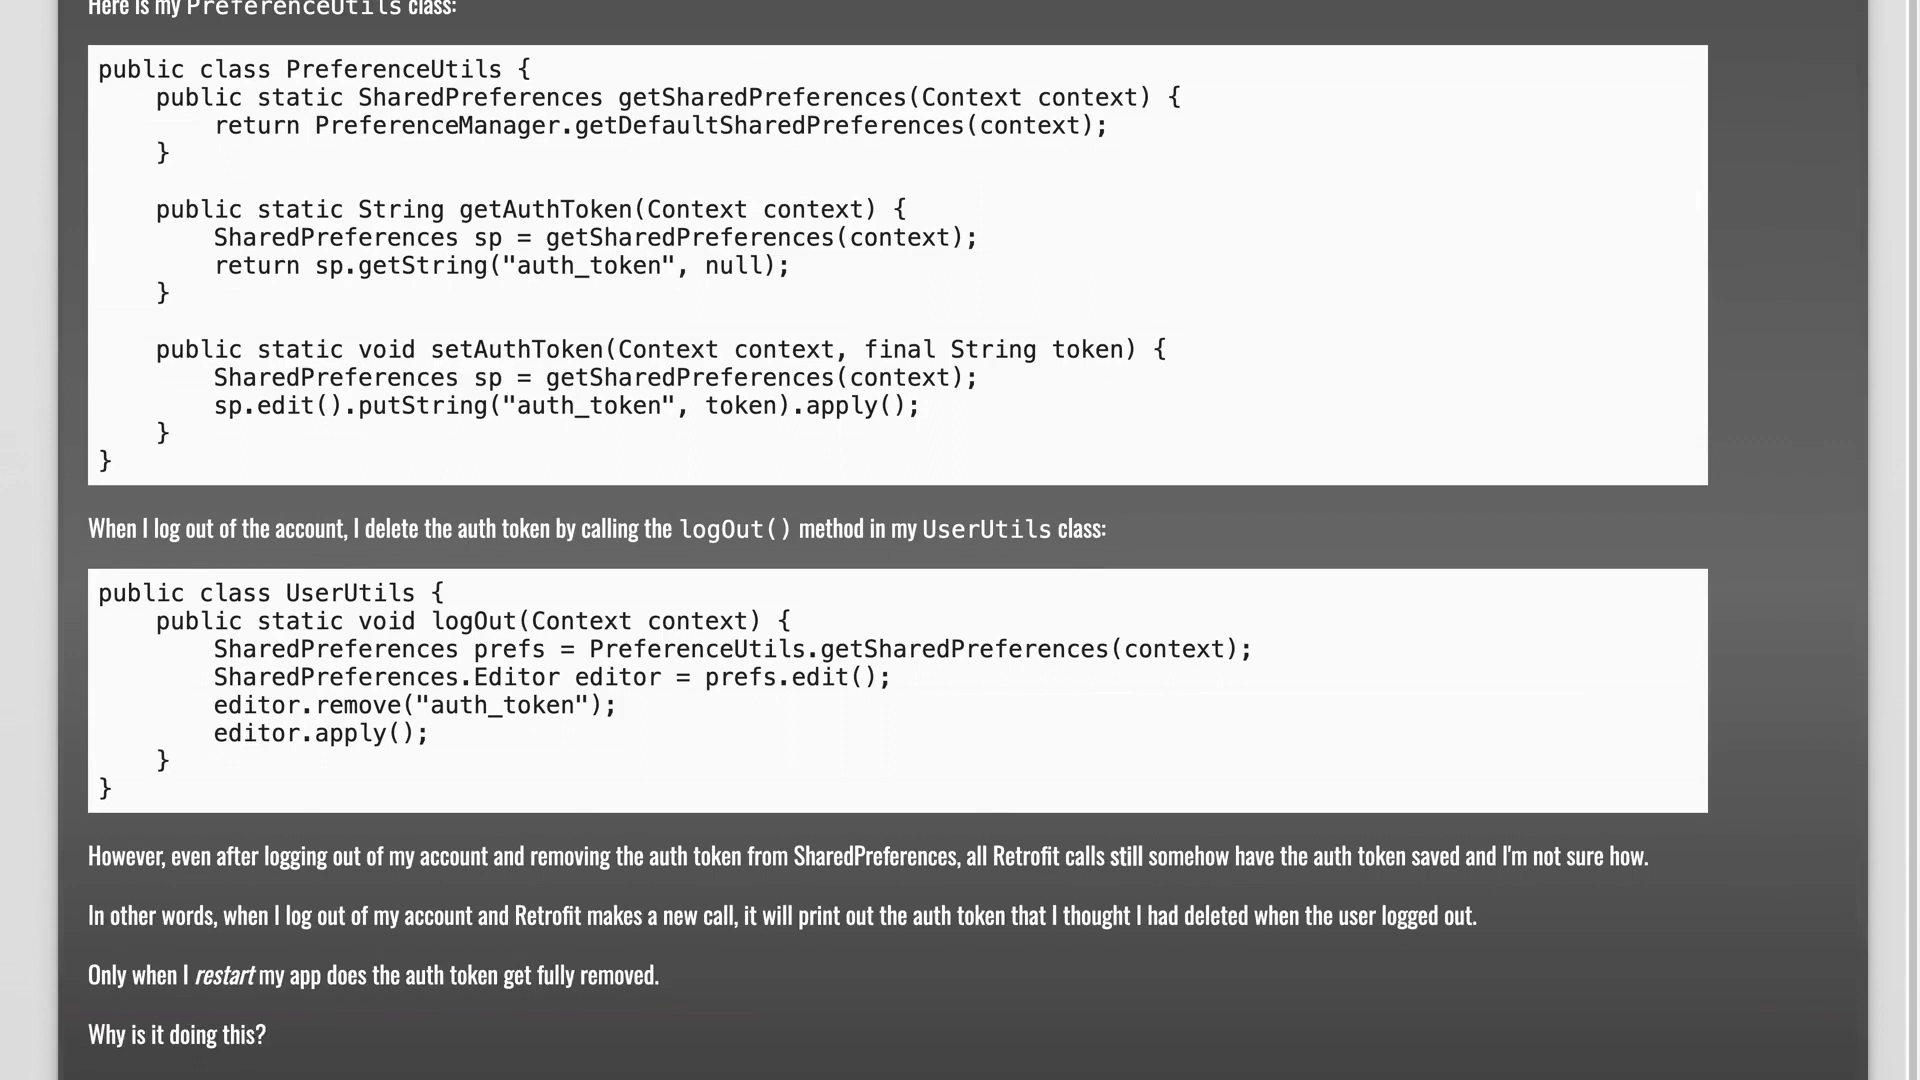 Here is my PreferenceUtils class:
public class PreferenceUtils {
    public static SharedPreferences getSharedPreferences(Context context) {
        return PreferenceManager.getDefaultSharedPreferences(context);
    }

    public static String getAuthToken(Context context) {
        SharedPreferences sp = getSharedPreferences(context);
        return sp.getString("auth_token", null);
    }

    public static void setAuthToken(Context context, final String token) {
        SharedPreferences sp = getSharedPreferences(context);
        sp.edit().putString("auth_token", token).apply();
    }
}
When I log out of the account, I delete the auth token by calling the logOut() method in my UserUtils class:
public class UserUtils {
    public static void logOut(Context context) {
        SharedPreferences prefs = PreferenceUtils.getSharedPreferences(context);
        SharedPreferences.Editor editor = prefs.edit();
        editor.remove("auth_token");
        editor.apply();
    }
}
However, even after logging out of my account and removing the auth token from SharedPreferences, all Retrofit calls still somehow have the auth token saved and I'm not sure how.
In other words, when I log out of my account and Retrofit makes a new call, it will print out the auth token that I thought I had deleted when the user logged out.
Only when I restart my app does the auth token get fully removed.
Why is it doing this?